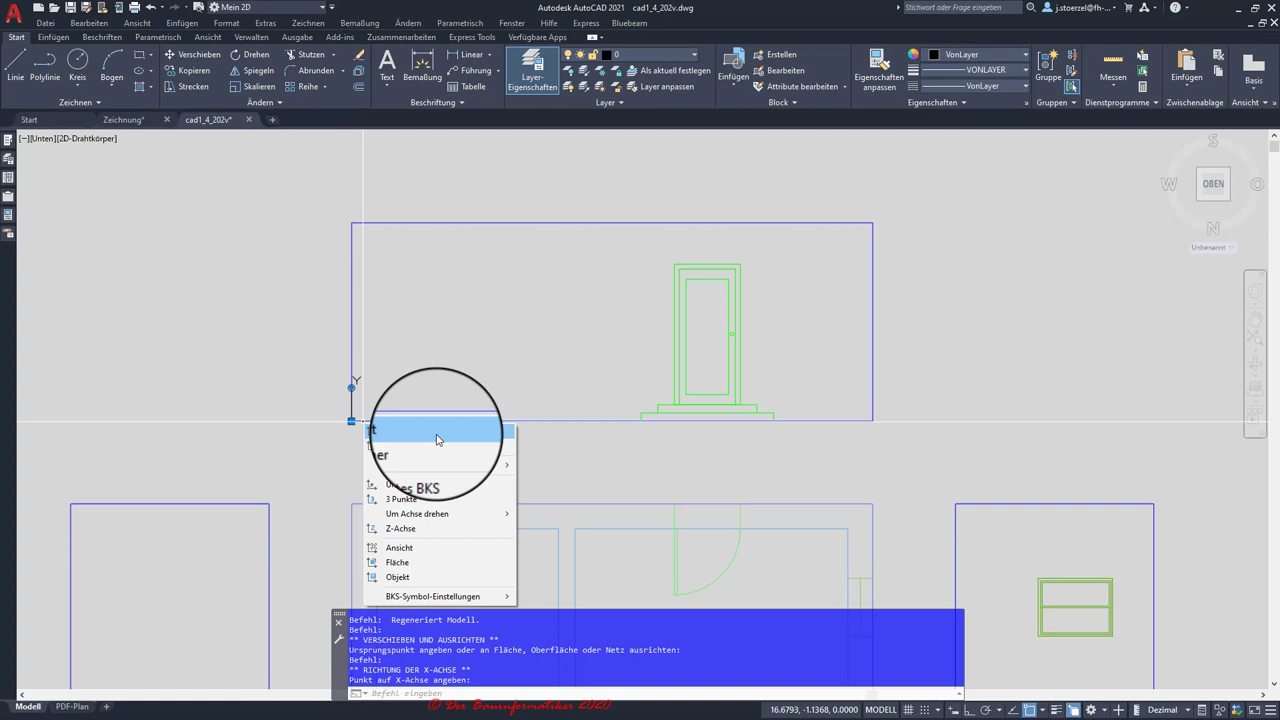 Mein 2D
Autodesk AutoCAD 2021 cad1_4_202v.dwg
Stichwort oder Frage eingeben
j.stoerzel@fh-...
Datei Bearbeiten Einfügen Format Extras Zeichnen Bemaßung Ändern Parametrisch Fenster Hilfe Express Bluebeam
Start Einfügen Beschriften Parametrisch Ansicht Verwalten Ausgabe Add-ins Zusammenarbeiten Express Tools Verfügbare Apps
Linie Polylinie Kreis Bogen
Verschieben Drehen Stutzen
Kopieren Spiegeln Abrunden
Strecken Skalieren Reihe
Text Bemaßung
Linear
Führung
Tabelle
Layer-
Eigenschaften
0
Als aktuell festlegen
Layer anpassen
Einfügen
Erstellen
Bearbeiten
Attribute bearbeiten
Eigenschaften
anpassen
VonLayer
VONLAYER
VonLayer
Gruppe
Messen
Einfügen
Basis
Zeichnen Ändern Beschriftung Layer Block Eigenschaften Gruppen Dienstprogramme Zwischenablage Ansicht
Start Zeichnung* cad1_4_202v*
[−][Unten][2D-Drahtkörper]
S
W OBEN O
N
Unbenannt
Y
es BKS
3 Punkte
Um Achse drehen
Z-Achse
Ansicht
Fläche
Objekt
BKS-Symbol-Einstellungen
Befehl: Regeneriert Modell.
Befehl:
** VERSCHIEBEN UND AUSRICHTEN **
Ursprungspunkt angeben oder an Fläche, Oberfläche oder Netz ausrichten:
Befehl:
** RICHTUNG DER X-ACHSE **
Punkt auf X-Achse angeben:
Befehl eingeben
Modell PDF-Plan
© Der Bauinformatiker 2020
16.6793, -1.1368, 0.0000 MODELL
Dezimal